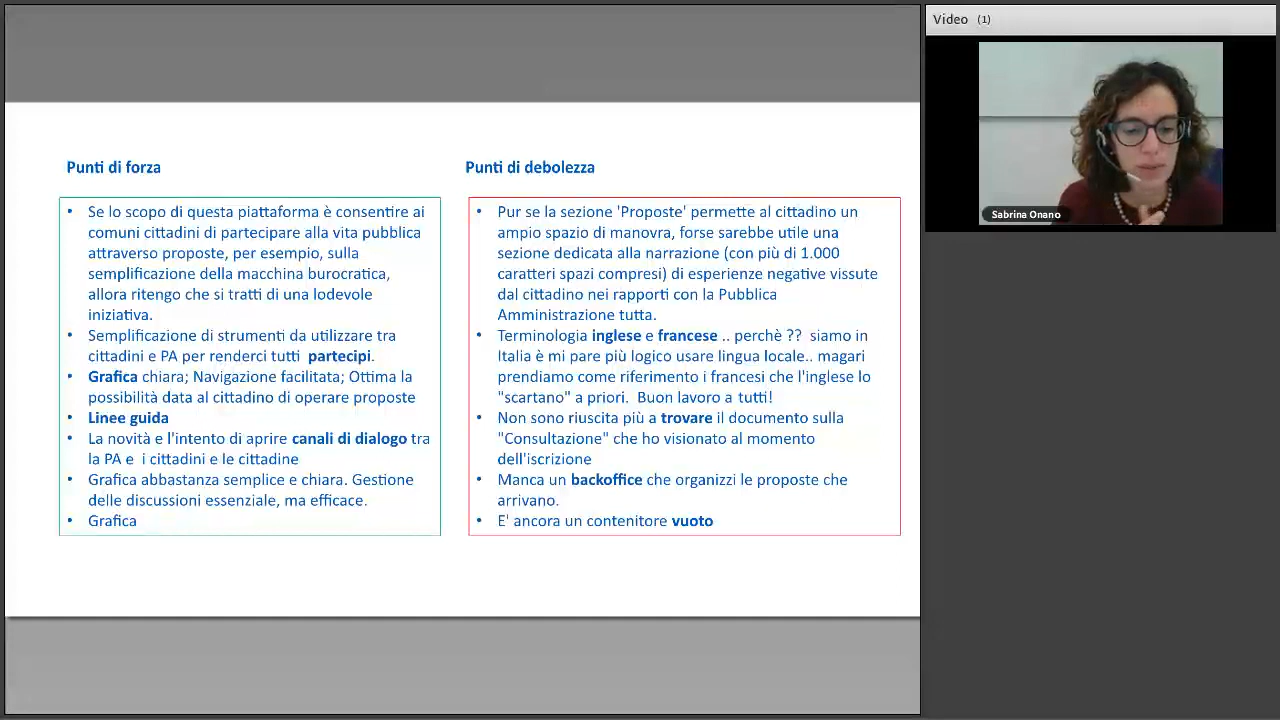 Punti di forza
• Se lo scopo di questa piattaforma è consentire ai
comuni cittadini di partecipare alla vita pubblica
attraverso proposte, per esempio, sulla
semplificazione della macchina burocratica,
allora ritengo che si tratti di una lodevole
iniziativa.
• Semplificazione di strumenti da utilizzare tra
cittadini e PA per renderci tutti partecipi.
• Grafica chiara; Navigazione facilitata; Ottima la
possibilità data al cittadino di operare proposte
• Linee guida
• La novità e l'intento di aprire canali di dialogo tra
la PA e i cittadini e le cittadine
• Grafica abbastanza semplice e chiara. Gestione
delle discussioni essenziale, ma efficace.
• Grafica
Punti di debolezza
• Pur se la sezione 'Proposte' permette al cittadino un
ampio spazio di manovra, forse sarebbe utile una
sezione dedicata alla narrazione (con più di 1.000
caratteri spazi compresi) di esperienze negative vissute
dal cittadino nei rapporti con la Pubblica
Amministrazione tutta.
• Terminologia inglese e francese .. perchè ?? siamo in
Italia è mi pare più logico usare lingua locale.. magari
prendiamo come riferimento i francesi che l'inglese lo
"scartano" a priori. Buon lavoro a tutti!
• Non sono riuscita più a trovare il documento sulla
"Consultazione" che ho visionato al momento
dell'iscrizione
• Manca un backoffice che organizzi le proposte che
arrivano.
• E' ancora un contenitore vuoto
Video (1)
Sabrina Onano